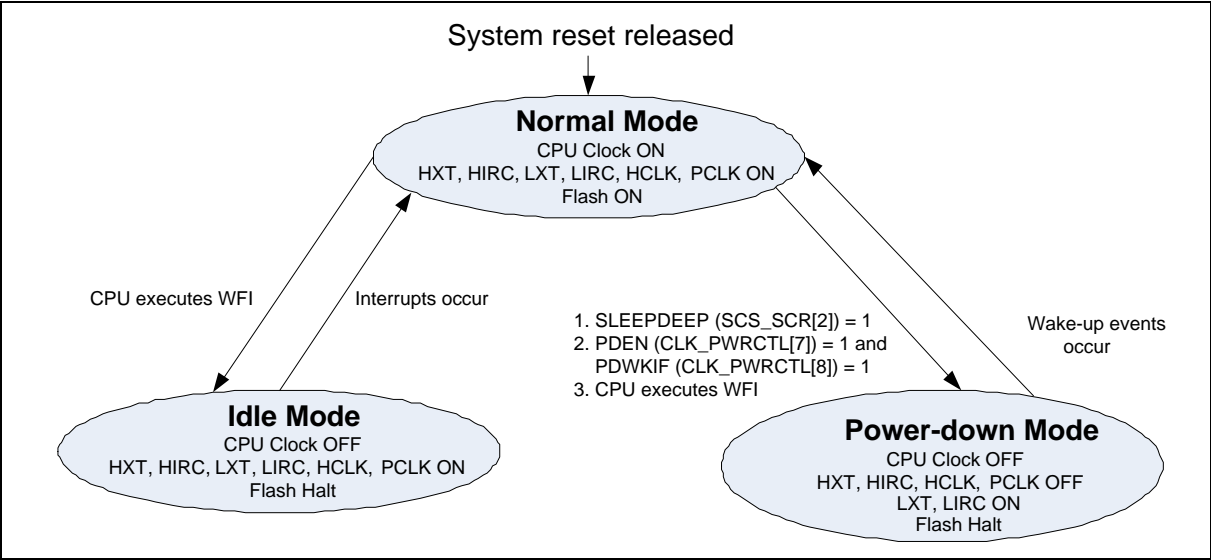 System reset released
Normal Mode
CPU Clock ON
HXT, HIRC, LXT, LIRC, HCLK, PCLK ON
Flash ON
CPU executes WFI
Interrupts occur
1. SLEEPDEEP (SCS_SCR[2]) = 1
2. PDEN (CLK_PWRCTL[7]) = 1 and
PDWKIF (CLK_PWRCTL[8]) = 1
3. CPU executes WFI
Wake-up events
occur
Idle Mode
CPU Clock OFF
HXT, HIRC, LXT, LIRC, HCLK, PCLK ON
Flash Halt
Power-down Mode
CPU Clock OFF
HXT, HIRC, HCLK, PCLK OFF
LXT, LIRC ON
Flash Halt